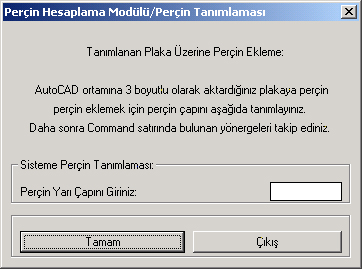 Perçin Hesaplama Modülü/Perçin Tanımlaması
Tanımlanan Plaka Üzerine Perçin Ekleme:
AutoCAD ortamına 3 boyutlu olarak aktardığınız plakaya perçin
perçin eklemek için perçin çapını aşağıda tanımlayınız.
Daha sonra Command satırında bulunan yönergeleri takip ediniz.
Sisteme Perçin Tanımlaması:
Perçin Yarı Çapını Giriniz:
Tamam
Çıkış